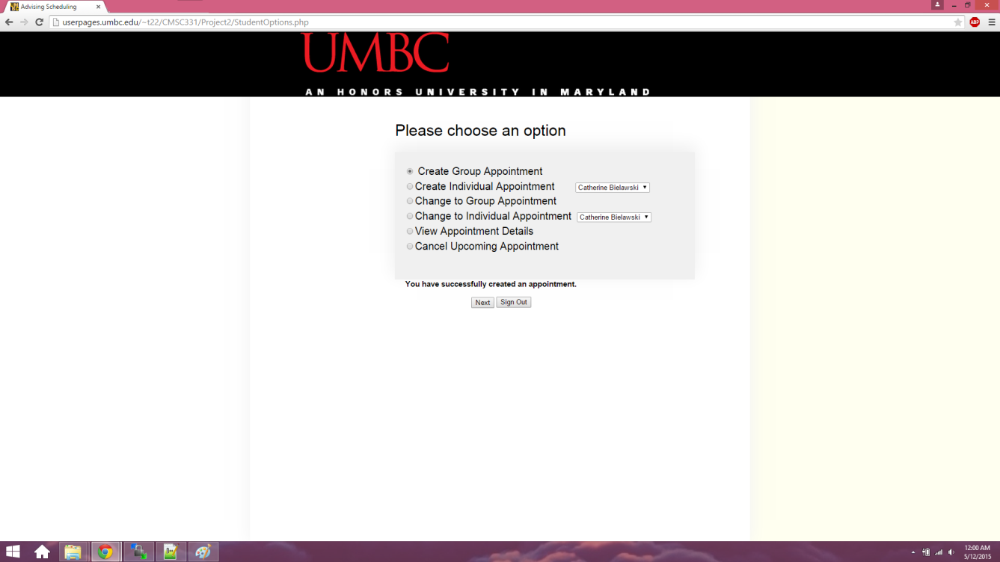 Advising Scheduling
userpages.umbc.edu/~t22/CMSC331/Project2/StudentOptions.php
ABP
UMBC
AN HONORS UNIVERSITY IN MARYLAND
Please choose an option
Create Group Appointment
Create Individual Appointment Catherine Bielawski
Change to Group Appointment
Change to Individual Appointment Catherine Bielawski
View Appointment Details
Cancel Upcoming Appointment
You have successfully created an appointment.
Next Sign Out
12:00 AM
5/12/2015